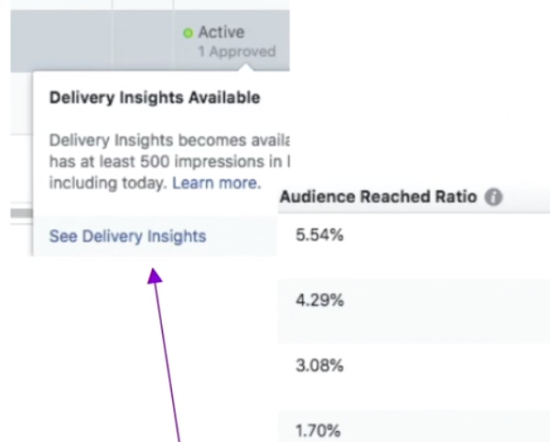 Active
1 Approved
Delivery Insights Available
Delivery Insights becomes
has at least 500 impressions in
including today. Learn more.
See Delivery Insights
Audience Reached Ratio
5.54%
4.29%
3.08%
1.70%